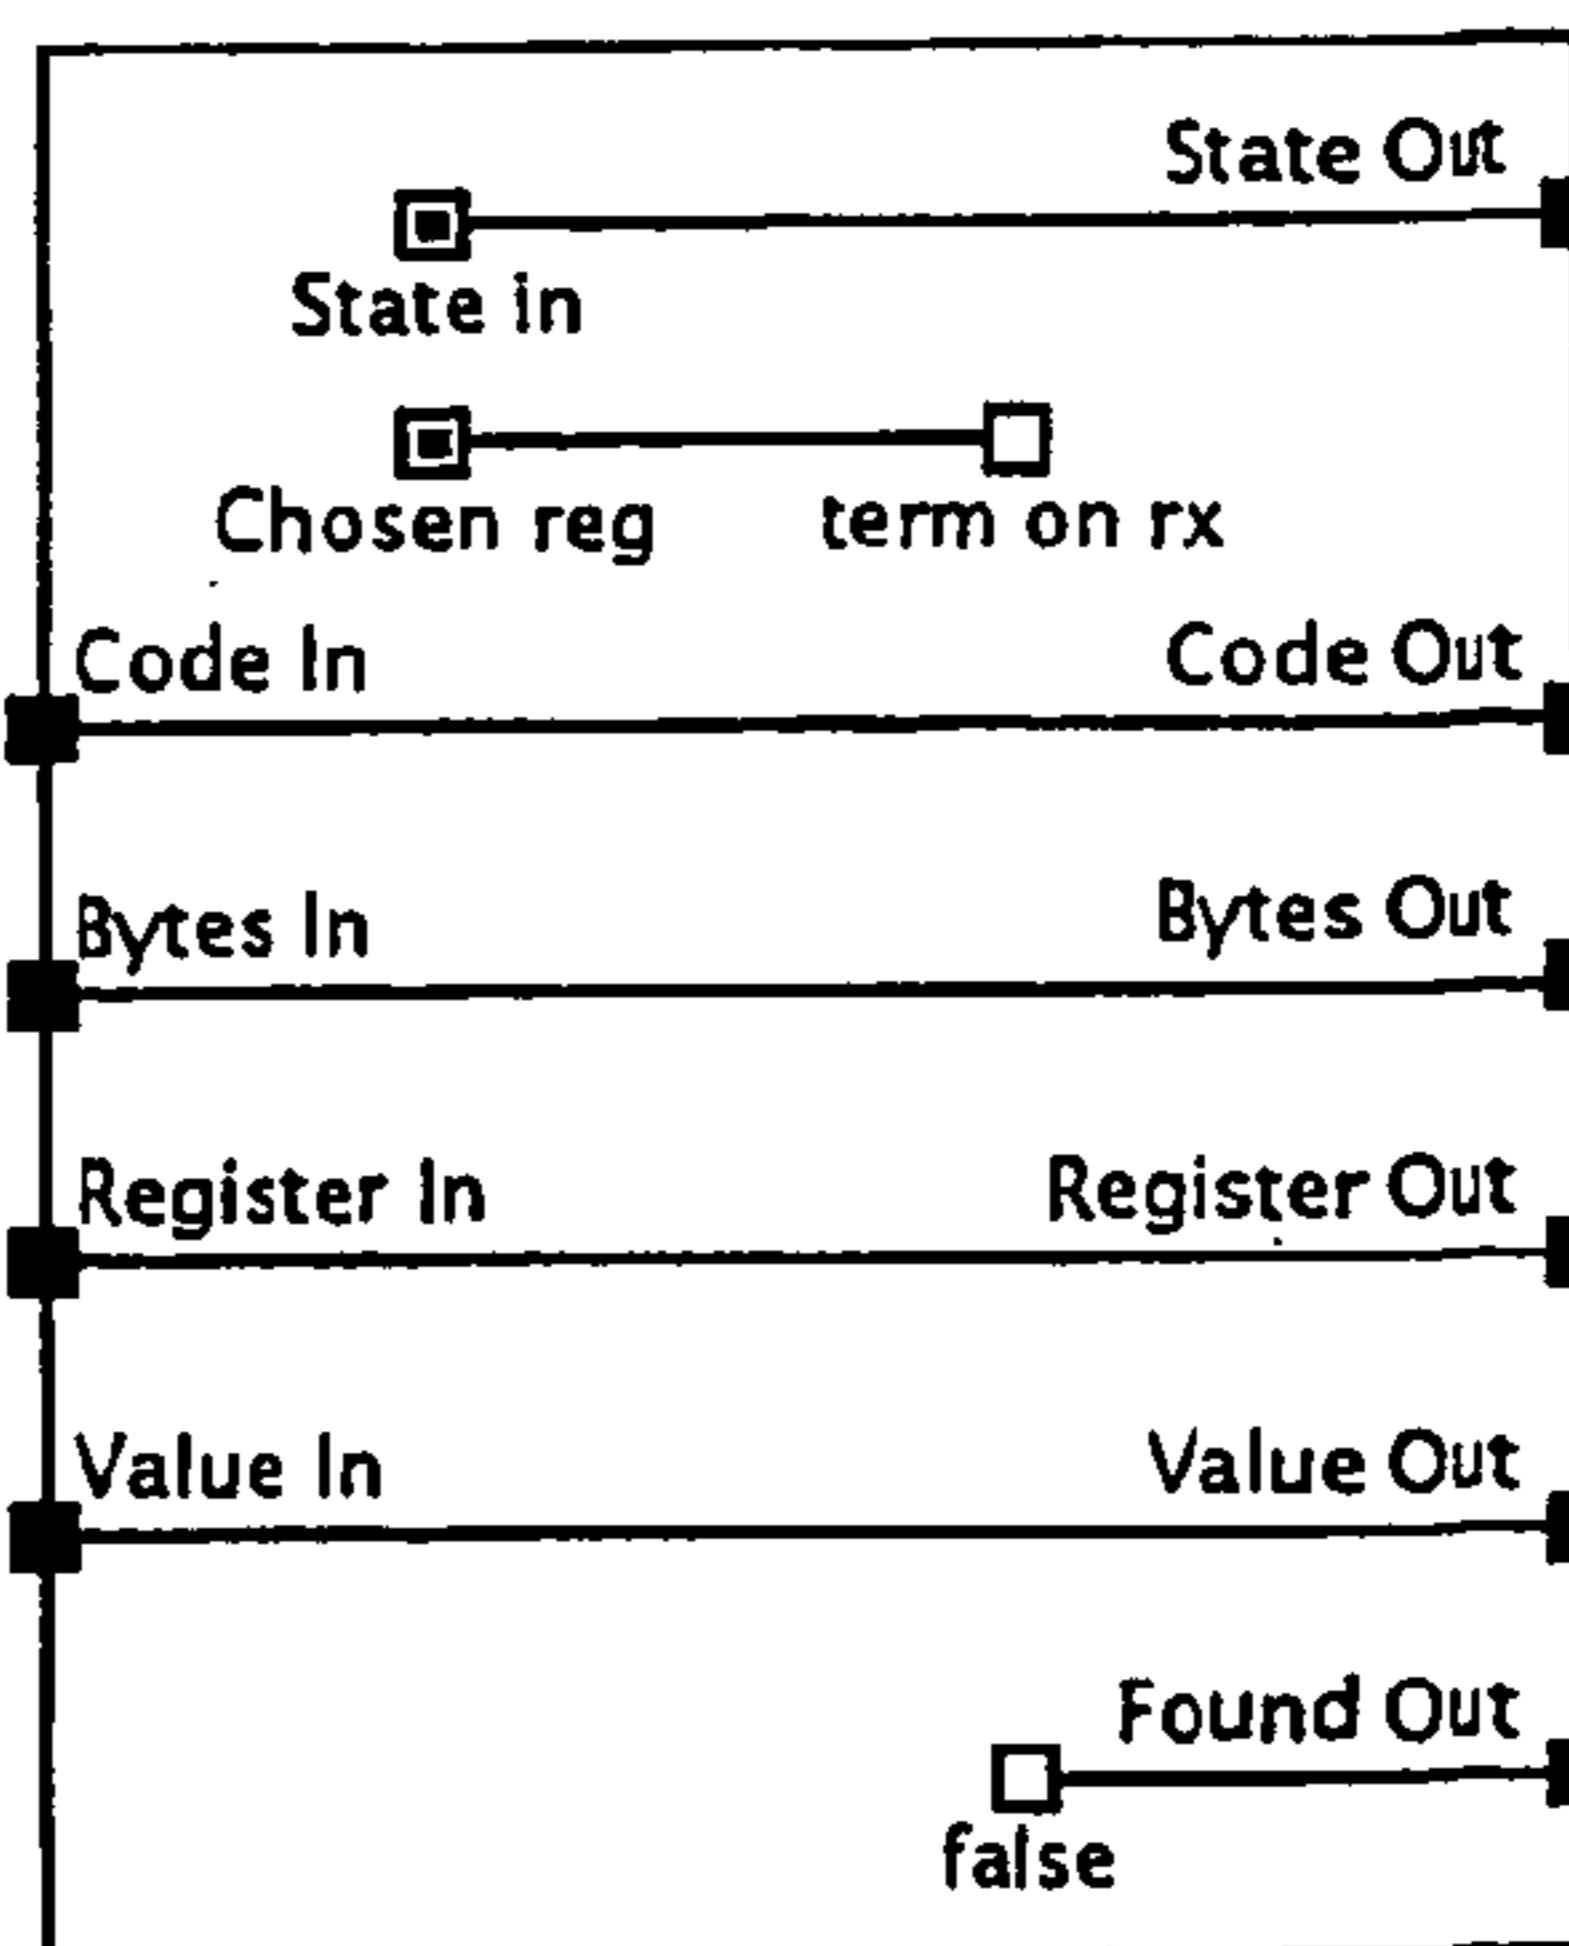 State Out
State in
Chosen reg
term on rx
Code In
Code Out
Bytes In
Bytes Out
Register In
Register Out
Value In
Value Out
Found Out
false